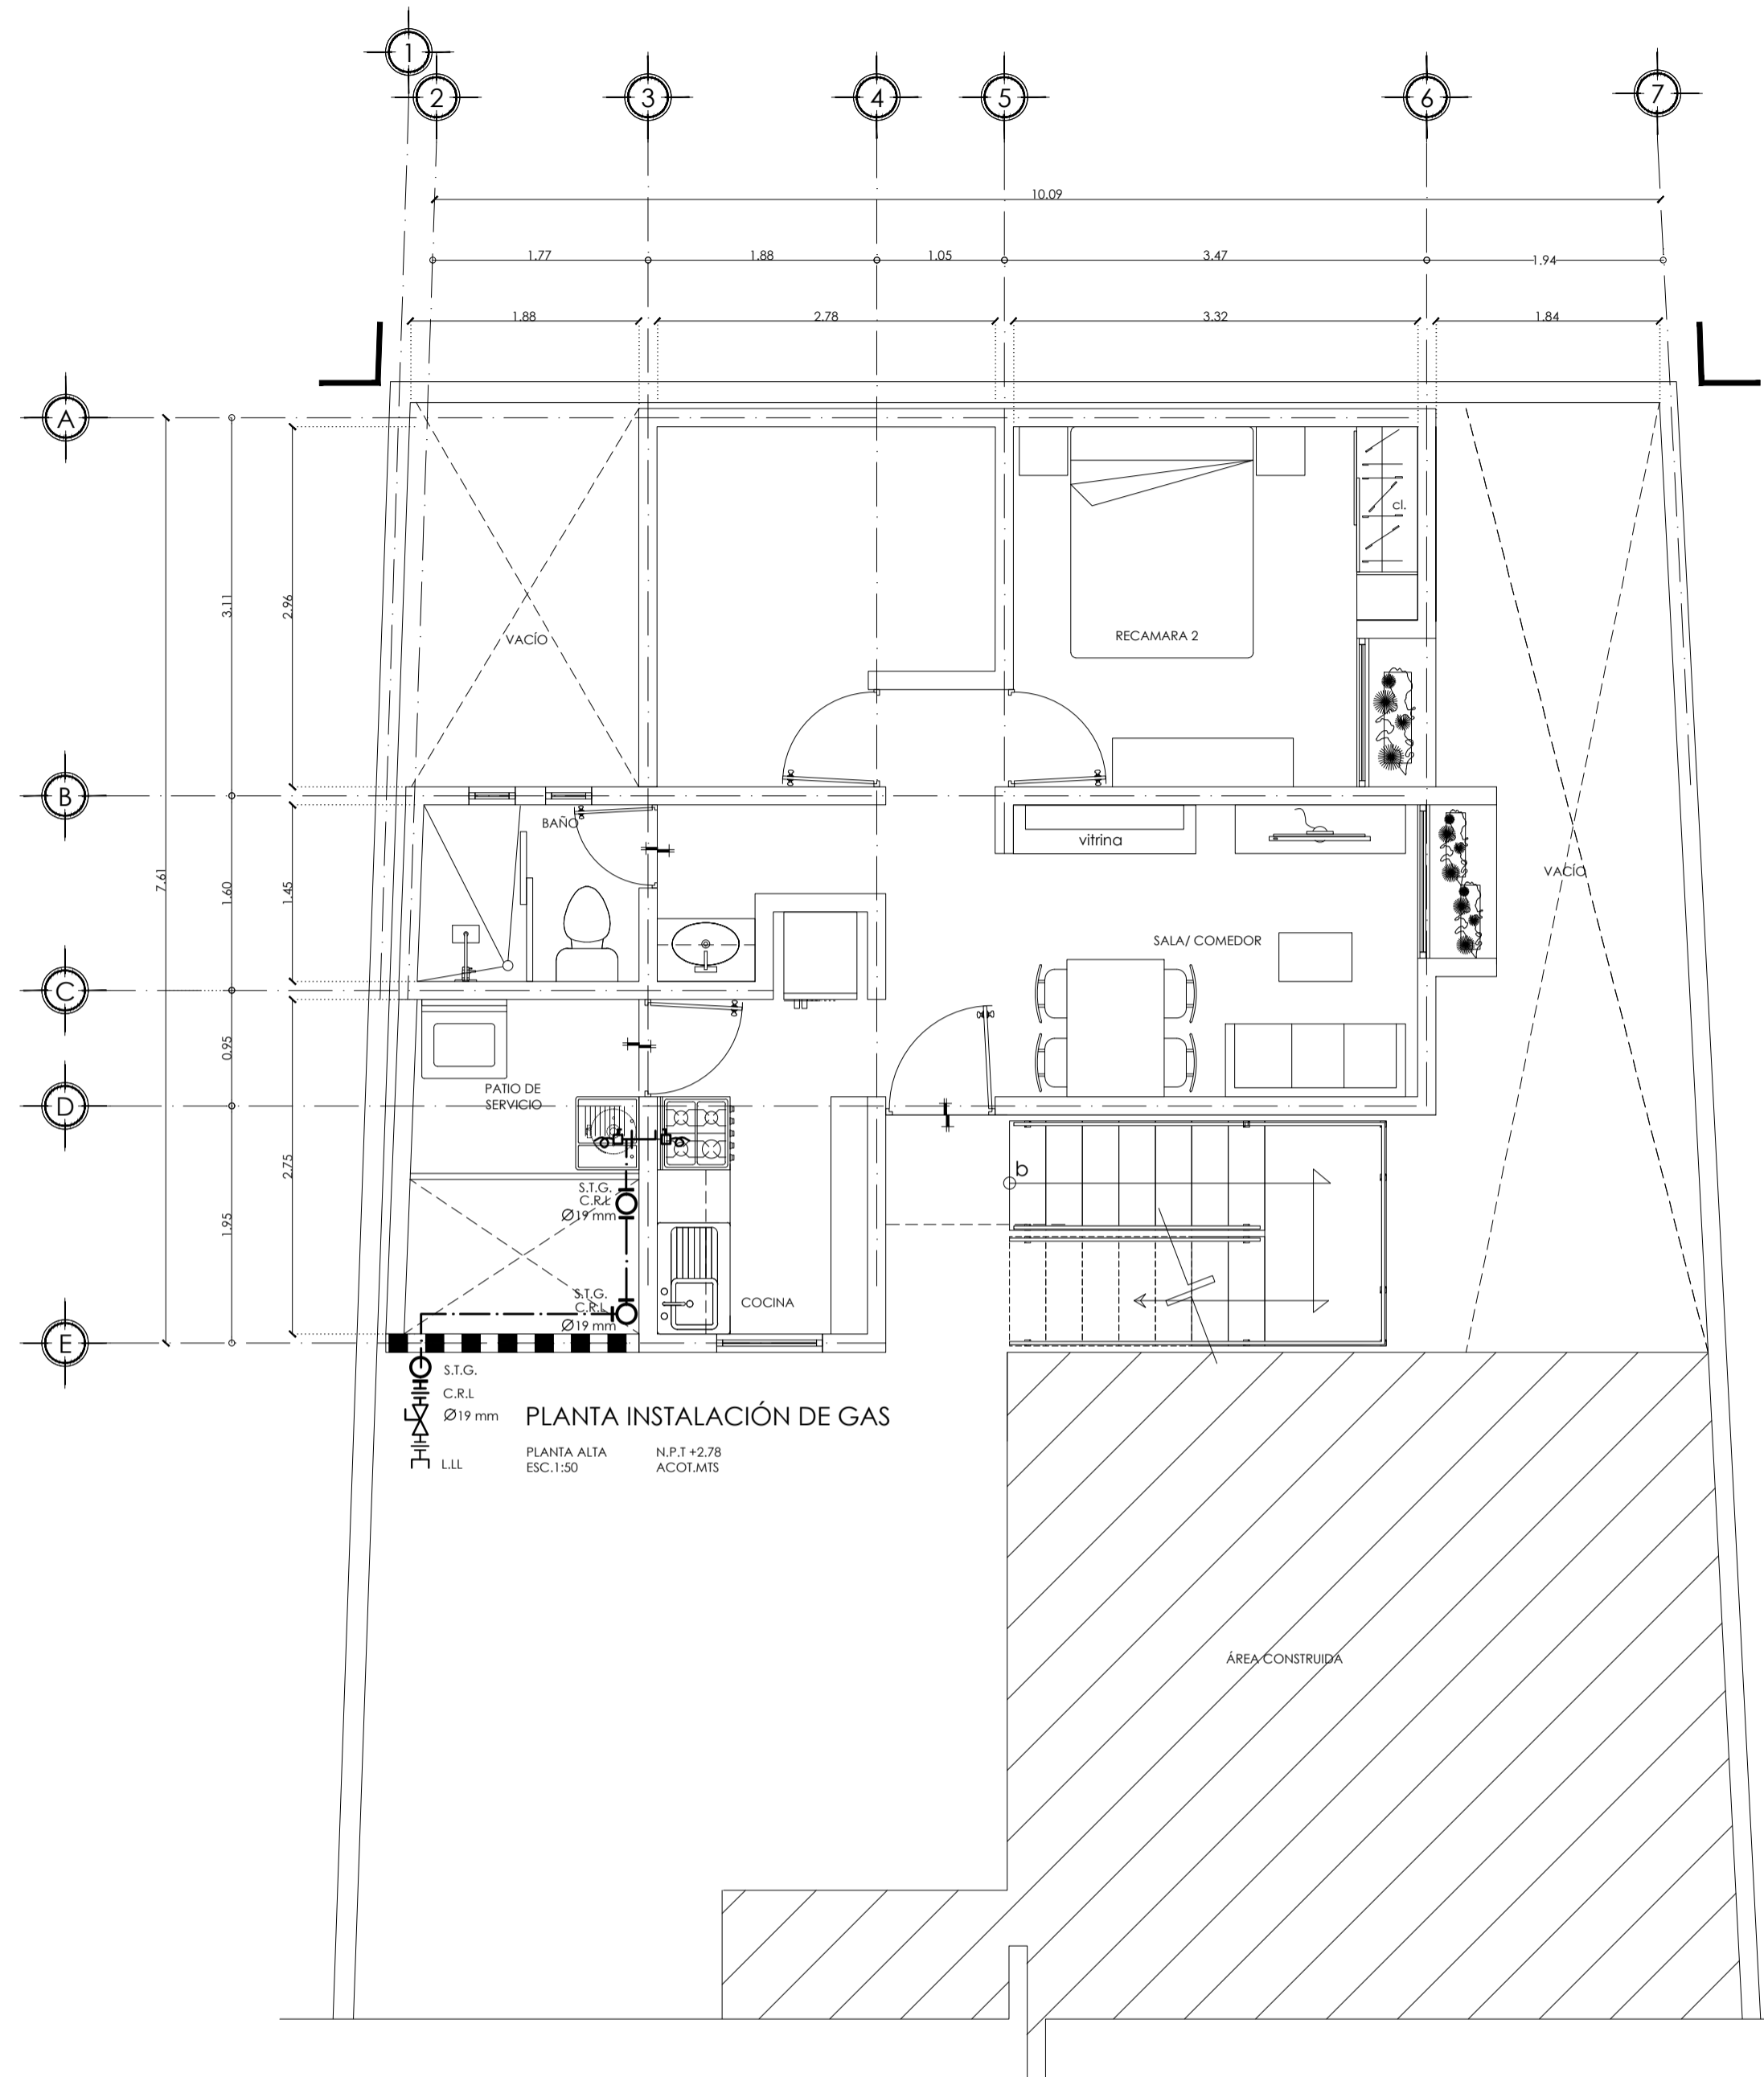 1
2
3
4
5
6
7
10.09
1.77
1.88
1.05
3.47
1.94
1.88
2.78
3.32
1.84
A
cl.
3.11
2.96
VACÍO
RECAMARA 2
B
BAÑO
vitrina
7.61
1.60
1.45
VACÍO
SALA/ COMEDOR
C
0.95
PATIO DE
SERVICIO
D
2.75
b
S.T.G.
C.R.L
Ø19 mm
1.95
S.T.G.
C.R.L
Ø19 mm
COCINA
E
S.T.G.
C.R.L
Ø19 mm
L.LL
PLANTA INSTALACIÓN DE GAS
PLANTA ALTA N.P.T +2.78
ESC.1:50 ACOT.MTS
ÁREA CONSTRUIDA